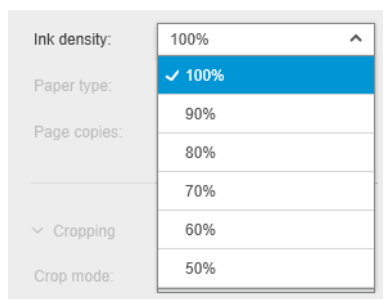 Ink density: 100%
100%
Paper type:
90%
Page copies:
80%
70%
Cropping
60%
Crop mode:
50%